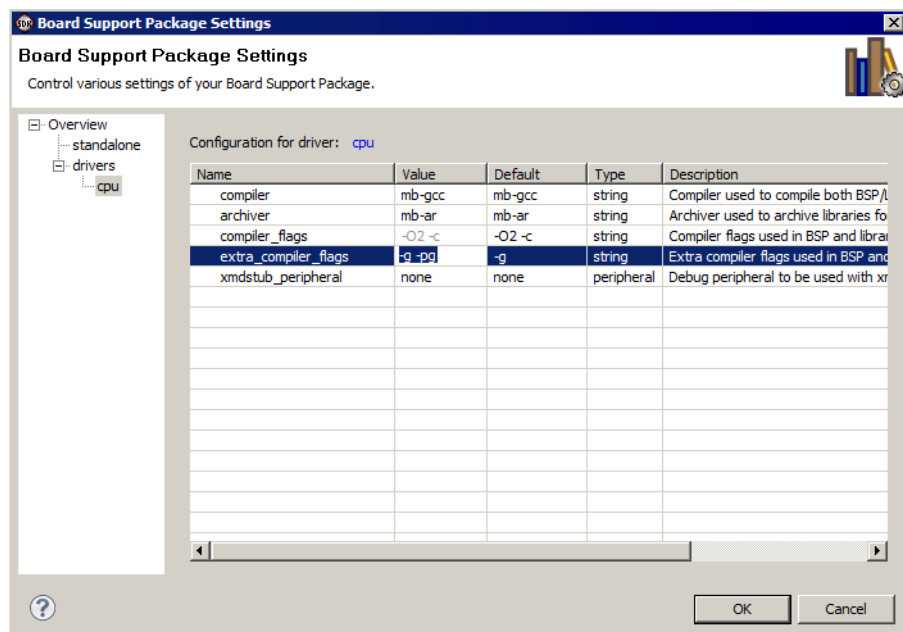 SDK Board Support Package Settings
Board Support Package Settings
Control various settings of your Board Support Package.
Overview
standalone
drivers
cpu
Configuration for driver: cpu
Name Value Default Type Description
compiler mb-gcc mb-gcc string Compiler used to compile both BSP/L
archiver mb-ar mb-ar string Archiver used to archive libraries fo
compiler_flags -O2 -c -O2 -c string Compiler flags used in BSP and librar
extra_compiler_flags -g -pg -g string Extra compiler flags used in BSP and
xmdstub_peripheral none none peripheral Debug peripheral to be used with xm
OK Cancel